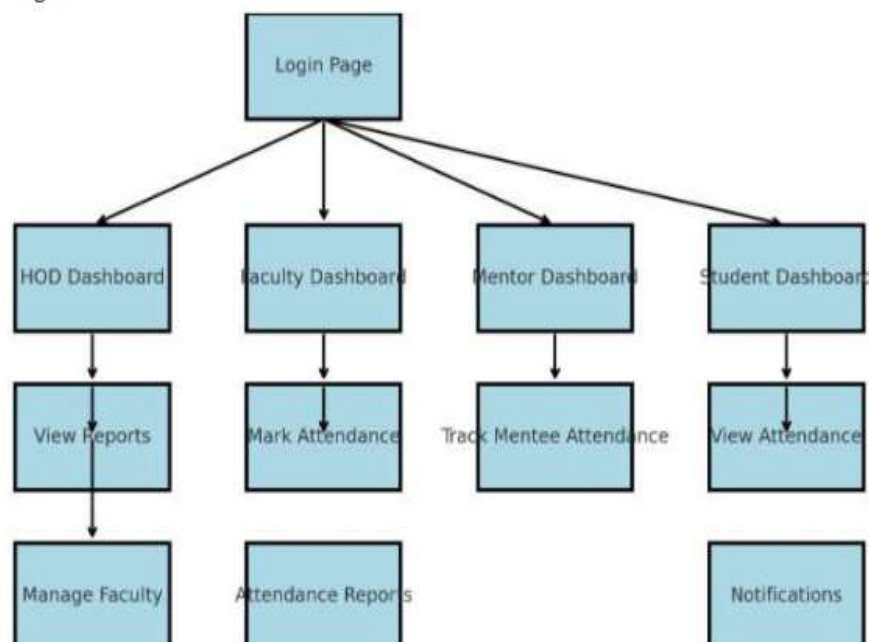 Login Page
HOD Dashboard
Faculty Dashboard
Mentor Dashboard
Student Dashboard
View Reports
Mark Attendance
Track Mentee Attendance
View Attendance
Manage Faculty
Attendance Reports
Notifications